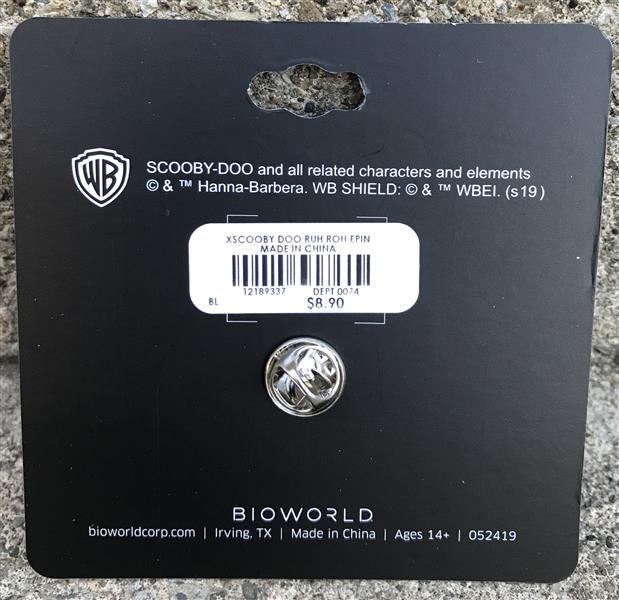 WB
SCOOBY-DOO and all related characters and elements
© & ™ Hanna-Barbera. WB SHIELD: © & ™ WBEI. (s19)
XSCOOBY DOO RUH ROH EPIN
MADE IN CHINA
12189337 DEPT 0074
BL $8.90
BIOWORLD
bioworldcorp.com | Irving, TX | Made in China | Ages 14+ | 052419